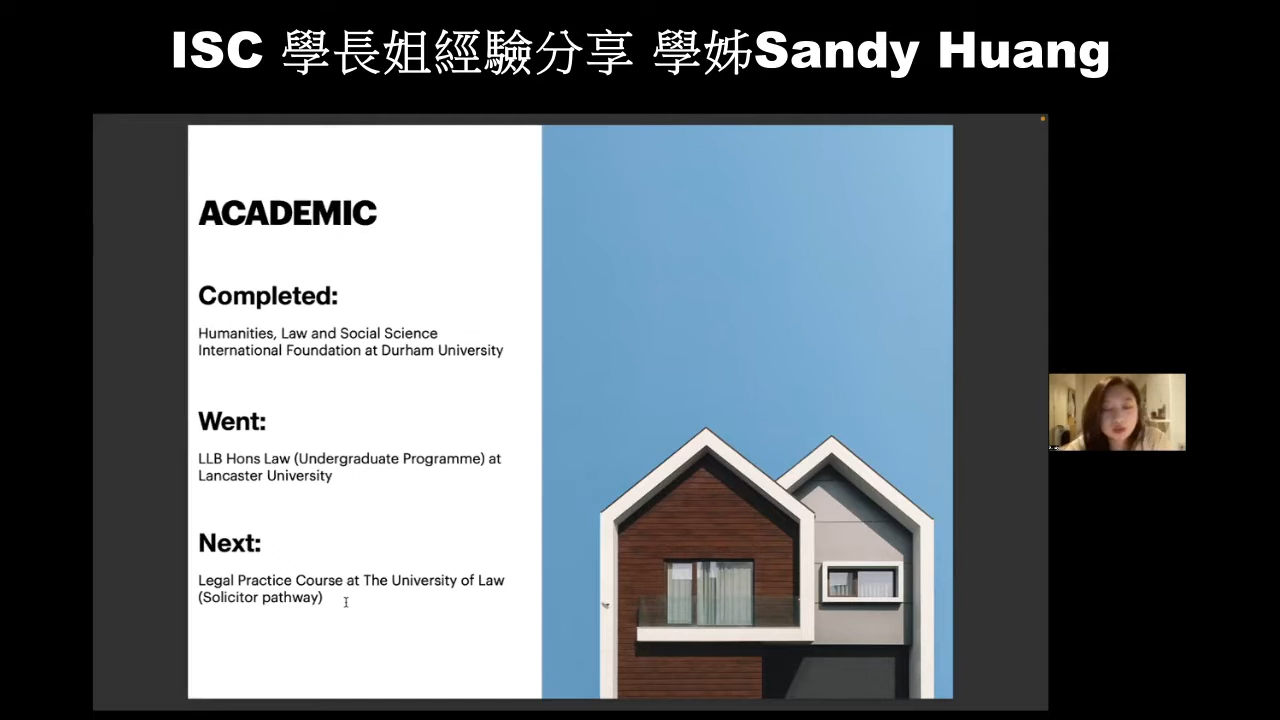 ISC 學長姐經驗分享 學姊Sandy Huang
ACADEMIC
Completed:
Humanities, Law and Social Science
International Foundation at Durham University
Went:
LLB Hons Law (Undergraduate Programme) at
Lancaster University
Next:
Legal Practice Course at The University of Law
(Solicitor pathway)